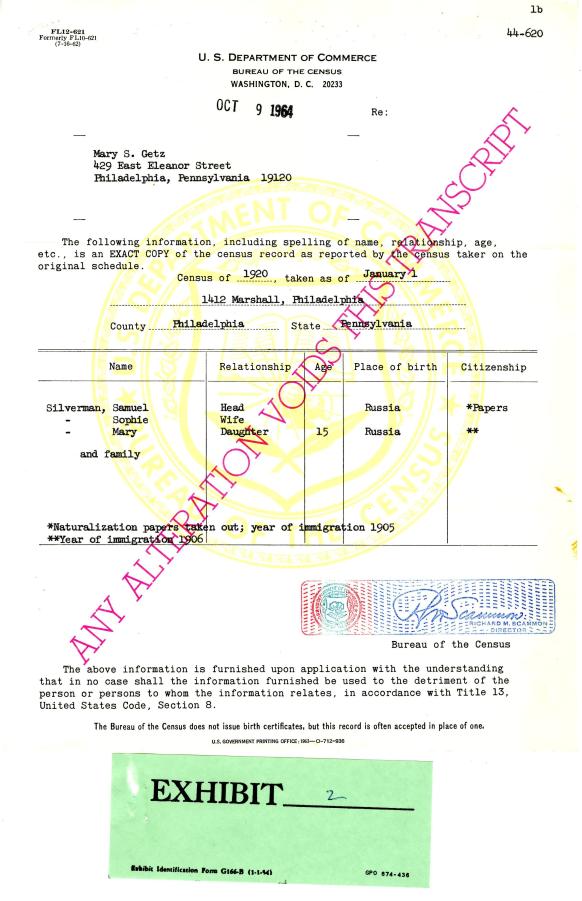 1b
FL12-621
Formerly FL10-621
(7-16-62)
44-620
U. S. DEPARTMENT OF COMMERCE
BUREAU OF THE CENSUS
WASHINGTON, D. C. 20233
OCT 9 1964
Re:
Mary S. Getz
429 East Eleanor Street
Philadelphia, Pennsylvania 19120
The following information, including spelling of name, relationship, age,
etc., is an EXACT COPY of the census record as reported by the census taken on the
original schedule.
Census of 1920, taken as of January 1
1412 Marshall, Philadelphia
County Philadelphia State Pennsylvania
Name Relationship Age Place of birth Citizenship
Silverman, Samuel Head Russia *Papers
- Sophie Wife
- Mary Daughter 15 Russia **
and family
*Naturalization papers taken out; year of immigration 1905
**Year of immigration 1906
ANY ALTERATION VOIDS THIS TRANSCRIPT
DEPARTMENT OF COMMERCE
BUREAU OF THE CENSUS
RICHARD M. SCAMMON
DIRECTOR
Bureau of the Census
The above information is furnished upon application with the understanding
that in no case shall the information furnished be used to the detriment of the
person or persons to whom the information relates, in accordance with Title 13,
United States Code, Section 8.
The Bureau of the Census does not issue birth certificates, but this record is often accepted in place of one.
U.S. GOVERNMENT PRINTING OFFICE: 1963—O-712-936
EXHIBIT 2
Exhibit Identification Form G166-B (1-1-54)
GPO 874-436